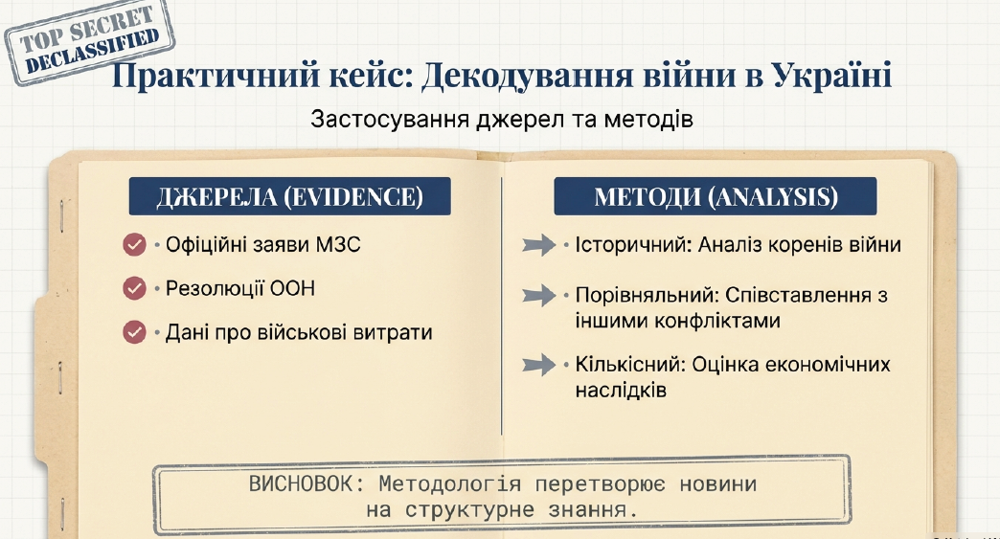 TOP SECRET
DECLASSIFIED
Практичний кейс: Декодування війни в Україні
Застосування джерел та методів
ДЖЕРЕЛА (EVIDENCE)
• Офіційні заяви МЗС
• Резолюції ООН
• Дані про військові витрати
МЕТОДИ (ANALYSIS)
• Історичний: Аналіз коренів війни
• Порівняльний: Співставлення з
іншими конфліктами
• Кількісний: Оцінка економічних
наслідків
ВИСНОВОК: Методологія перетворює новини
на структурне знання.